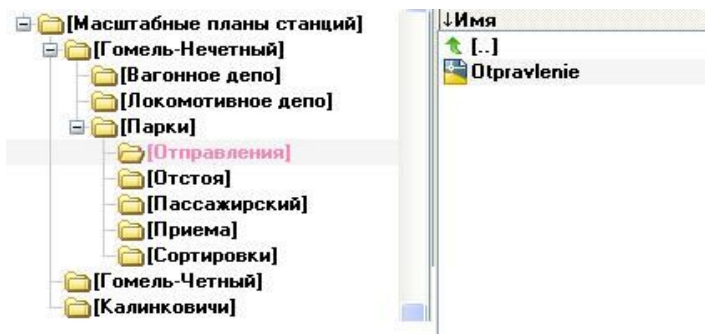 [Масштабные планы станций]
[Гомель-Нечетный]
[Вагонное депо]
[Локомотивное депо]
[Парки]
[Отправления]
[Отстоя]
[Пассажирский]
[Приема]
[Сортировки]
[Гомель-Четный]
[Калинковичи]
↓Имя
[..]
Otpravlenie